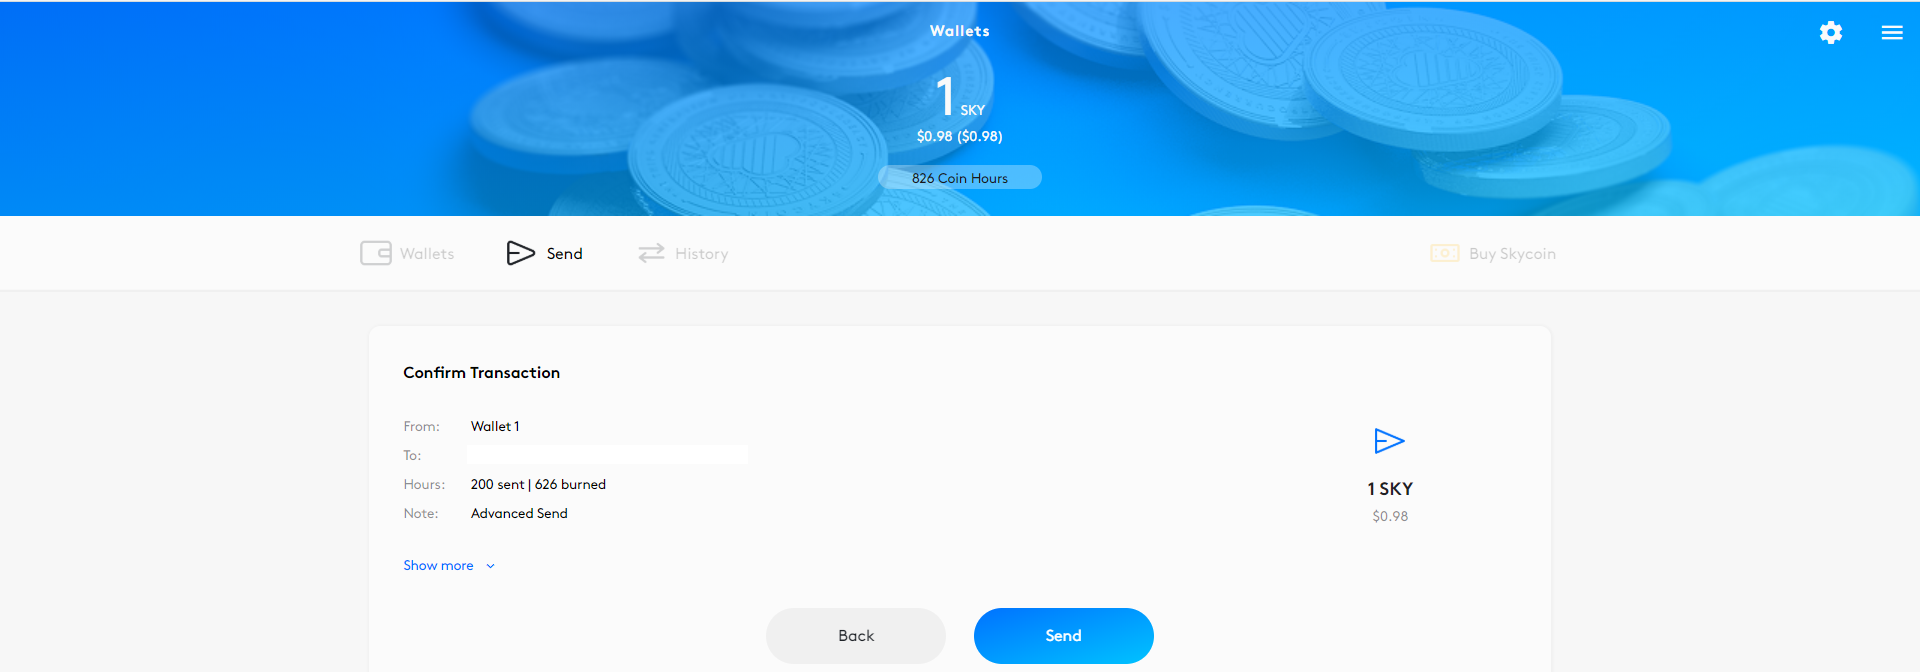 Wallets
1 SKY
$0.98 ($0.98)
826 Coin Hours
Wallets Send History Buy Skycoin
Confirm Transaction
From: Wallet 1
To:
Hours: 200 sent | 626 burned
Note: Advanced Send
1 SKY
$0.98
Show more
Back Send